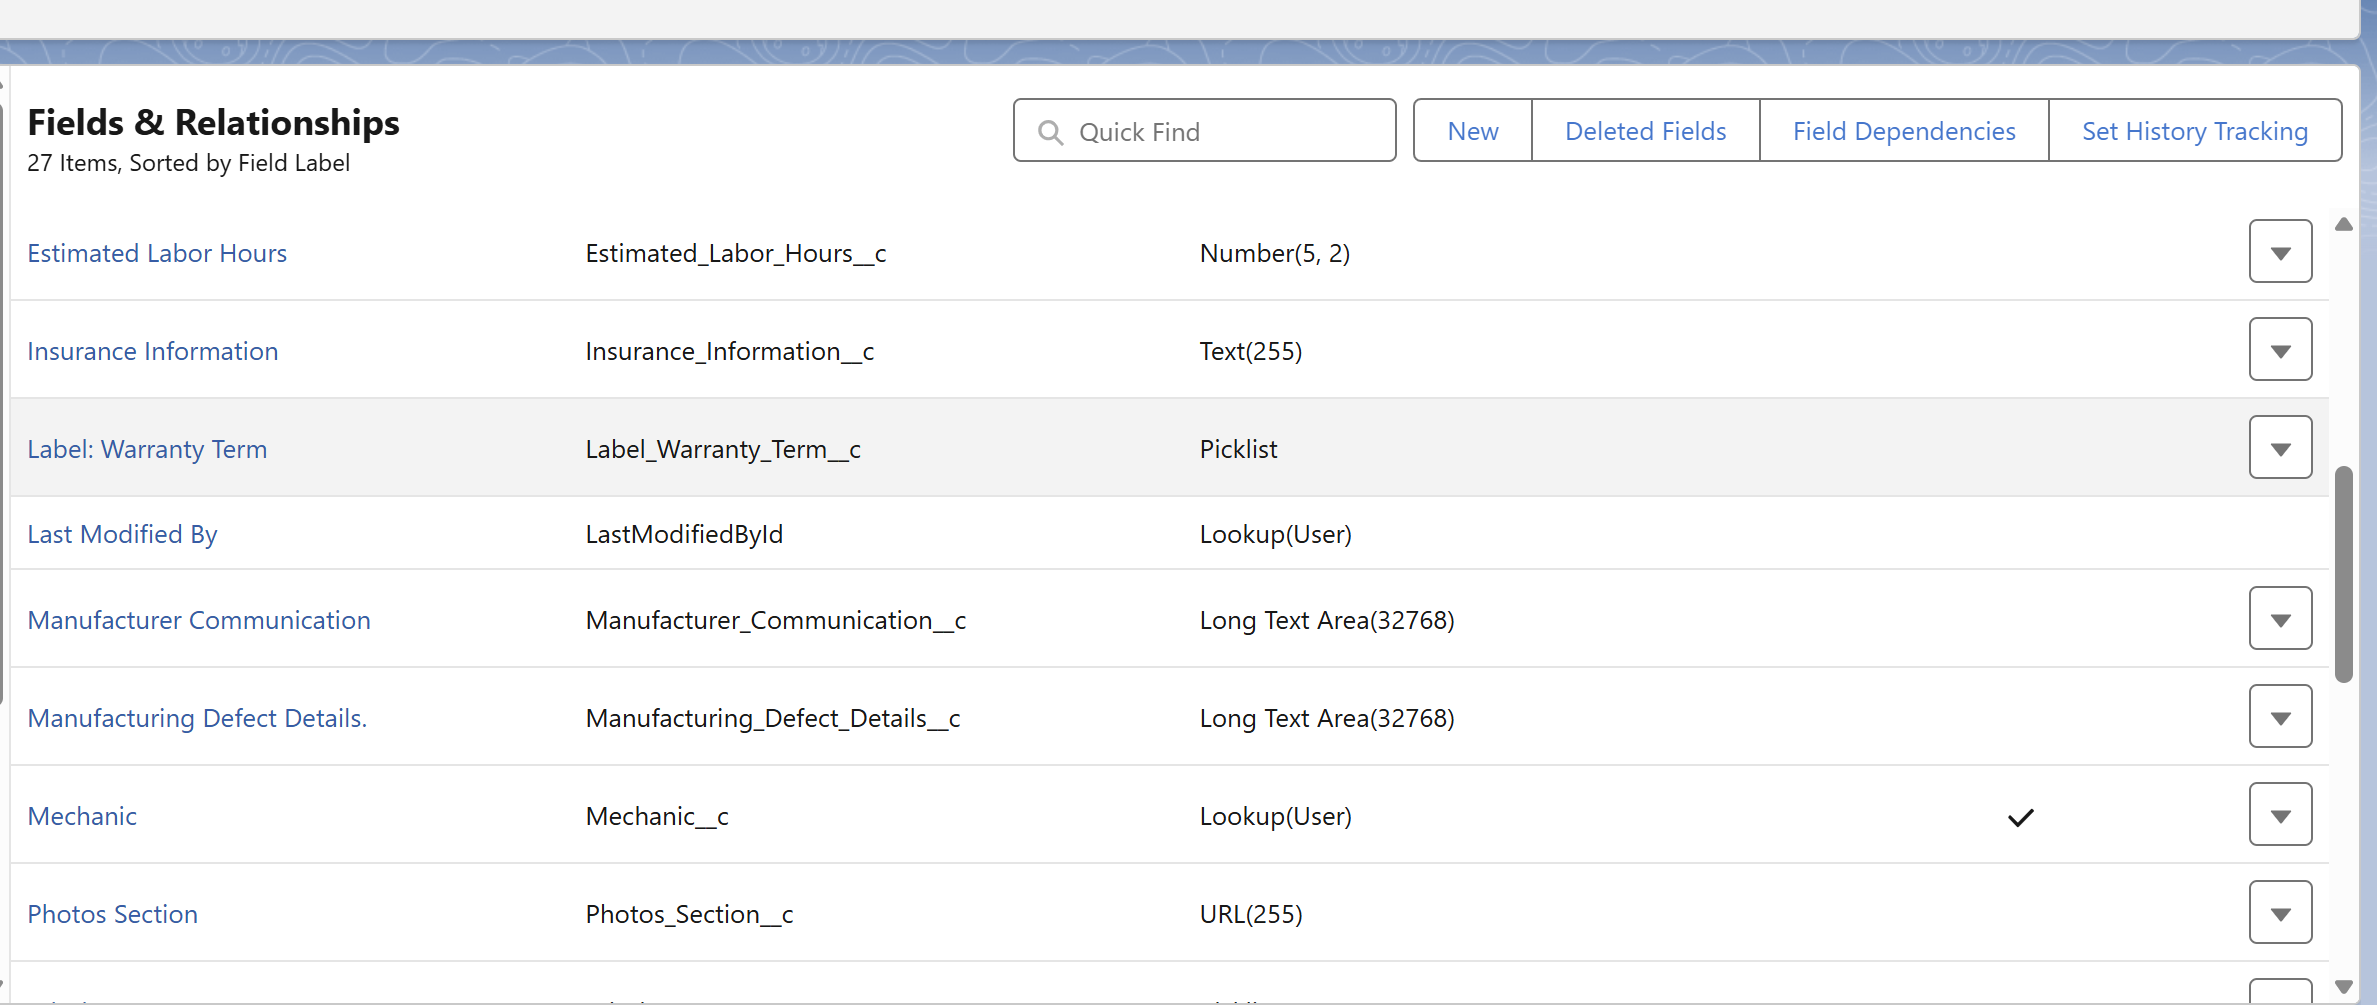 Fields & Relationships
27 Items, Sorted by Field Label
Quick Find
New
Deleted Fields
Field Dependencies
Set History Tracking
Estimated Labor Hours Estimated_Labor_Hours__c Number(5, 2)
Insurance Information Insurance_Information__c Text(255)
Label: Warranty Term Label_Warranty_Term__c Picklist
Last Modified By LastModifiedById Lookup(User)
Manufacturer Communication Manufacturer_Communication__c Long Text Area(32768)
Manufacturing Defect Details. Manufacturing_Defect_Details__c Long Text Area(32768)
Mechanic Mechanic__c Lookup(User)
Photos Section Photos_Section__c URL(255)